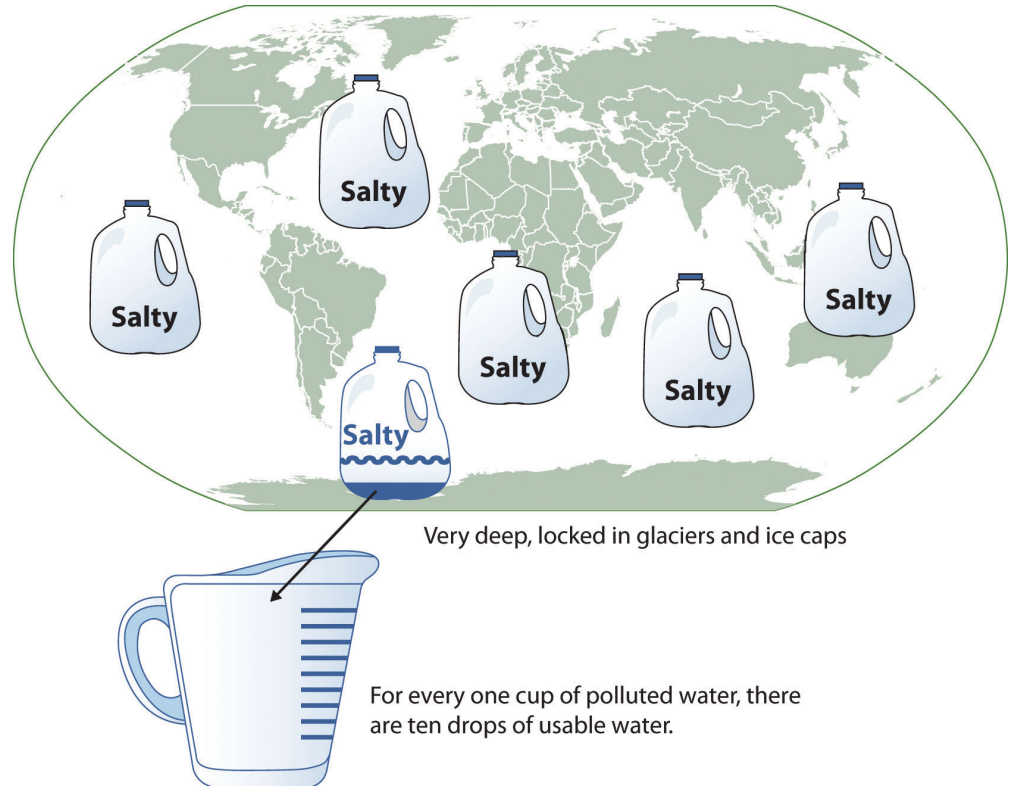 Salty
Salty
Salty
Salty
Salty
Salty
Very deep, locked in glaciers and ice caps
For every one cup of polluted water, there
are ten drops of usable water.